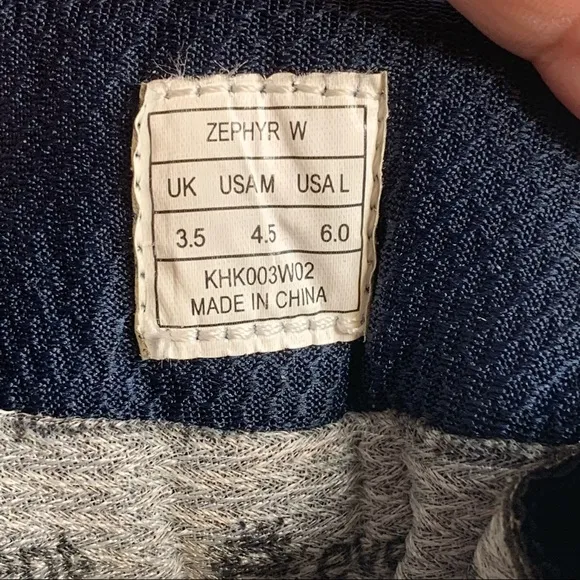 ZEPHYR W
UK USAM USA L
3.5 4.5 6.0
KHK003W02
MADE IN CHINA